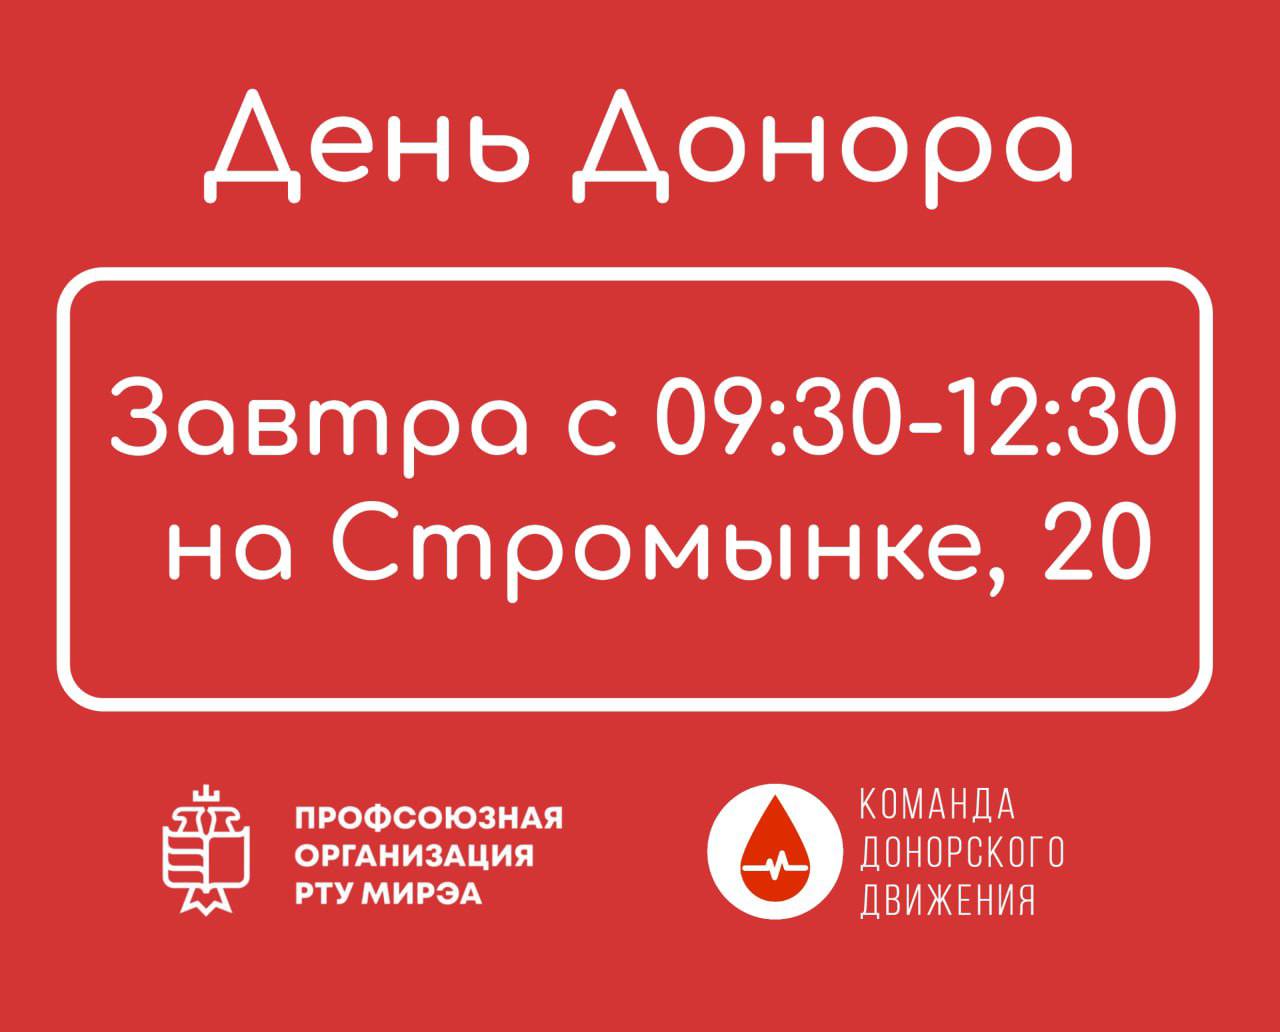 День Донора
Завтра с 09:30-12:30
на Стромынке, 20
ПРОФСОЮЗНАЯ
ОРГАНИЗАЦИЯ
РТУ МИРЭА
КОМАНДА
ДОНОРСКОГО
ДВИЖЕНИЯ